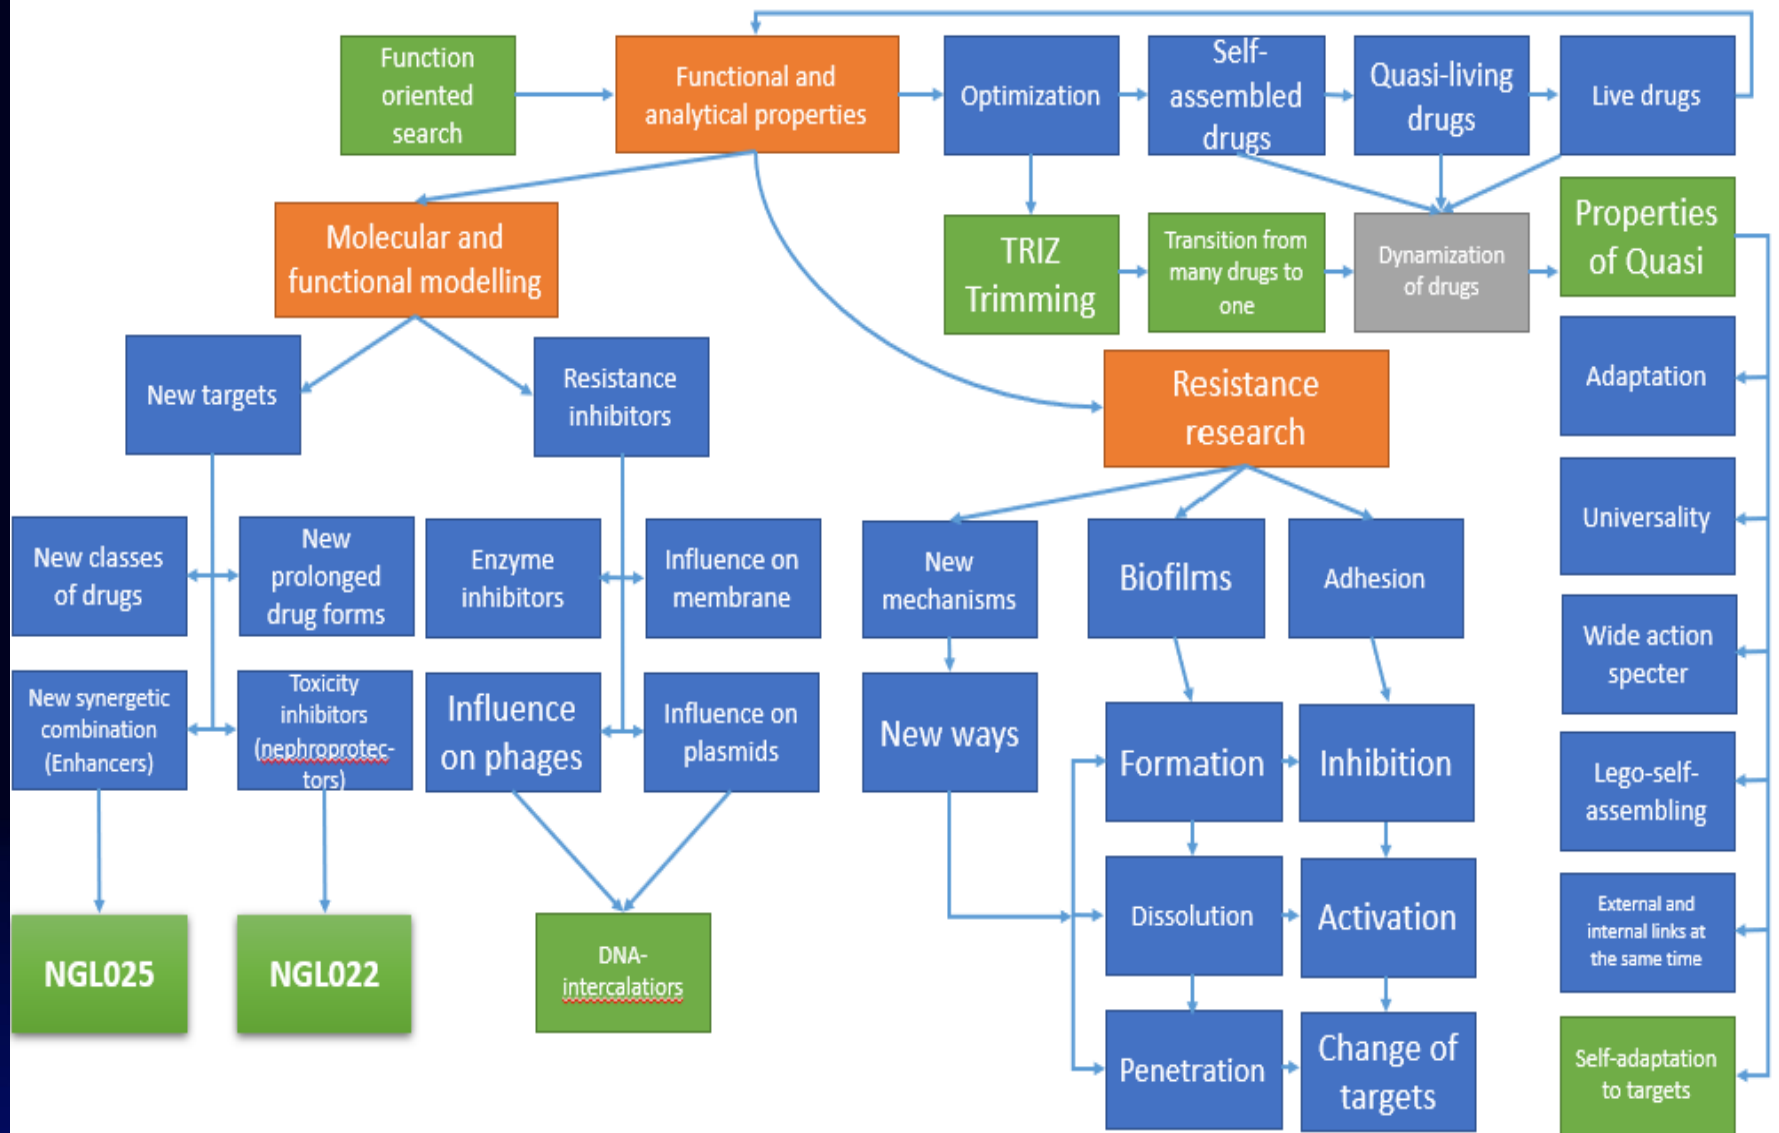 Function
oriented
search
Functional and
analytical properties
Optimization
Self-
assembled
drugs
Quasi-living
drugs
Live drugs
Molecular and
functional modelling
TRIZ
Trimming
Transition from
many drugs to
one
Dynamization
of drugs
Properties
of Quasi
New targets
Resistance
inhibitors
Resistance
research
Adaptation
Universality
New classes
of drugs
New
prolonged
drug forms
Enzyme
inhibitors
Influence on
membrane
New
mechanisms
Biofilms
Adhesion
Wide action
specter
New synergetic
combination
(Enhancers)
Toxicity
inhibitors
(nephroprotec-
tors)
Influence
on phages
Influence on
plasmids
New ways
Formation
Inhibition
Lego-self-
assembling
Dissolution
Activation
External and
internal links at
the same time
NGL025
NGL022
DNA-
intercalatiors
Penetration
Change of
targets
Self-adaptation
to targets